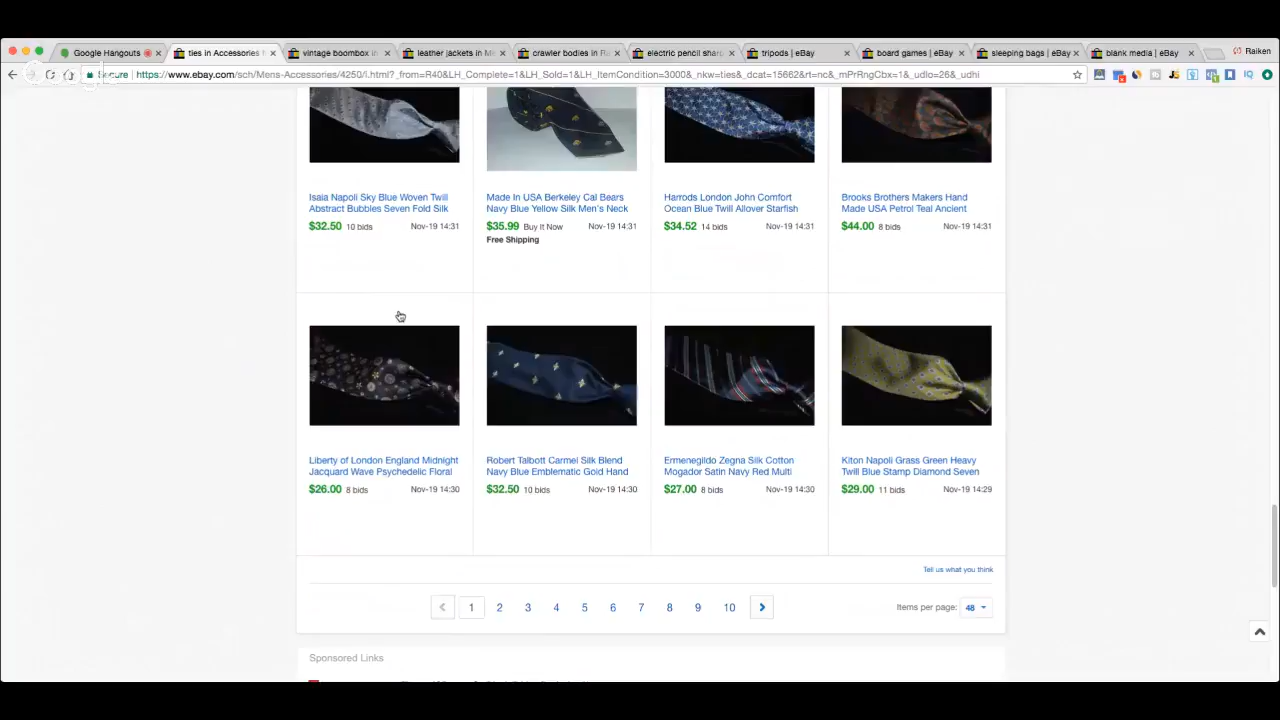 Google Hangouts
ties in Accessories f
vintage boombox in
leather jackets in M
crawler bodies in R
electric pencil shar
tripods | eBay
board games | eBay
sleeping bags | eBay
blank media | eBay
Raiken
Secure
https://www.ebay.com/sch/Mens-Accessories/4250/i.html?_from=R40&LH_Complete=1&LH_Sold=1&LH_ItemCondition=3000&_nkw=ties&_dcat=15662&rt=nc&_mPrRngCbx=1&_udlo=26&_udhi
Isaia Napoli Sky Blue Woven Twill
Abstract Bubbles Seven Fold Silk
$32.50 10 bids Nov-19 14:31
Made In USA Berkeley Cal Bears
Navy Blue Yellow Silk Men's Neck
$35.99 Buy It Now Nov-19 14:31
Free Shipping
Harrods London John Comfort
Ocean Blue Twill Allover Starfish
$34.52 14 bids Nov-19 14:31
Brooks Brothers Makers Hand
Made USA Petrol Teal Ancient
$44.00 8 bids Nov-19 14:31
Liberty of London England Midnight
Jacquard Wave Psychedelic Floral
$26.00 8 bids Nov-19 14:30
Robert Talbott Carmel Silk Blend
Navy Blue Emblematic Gold Hand
$32.50 10 bids Nov-19 14:30
Ermenegildo Zegna Silk Cotton
Mogador Satin Navy Red Multi
$27.00 8 bids Nov-19 14:30
Kiton Napoli Grass Green Heavy
Twill Blue Stamp Diamond Seven
$29.00 11 bids Nov-19 14:29
Tell us what you think
1 2 3 4 5 6 7 8 9 10
Items per page: 48
Sponsored Links